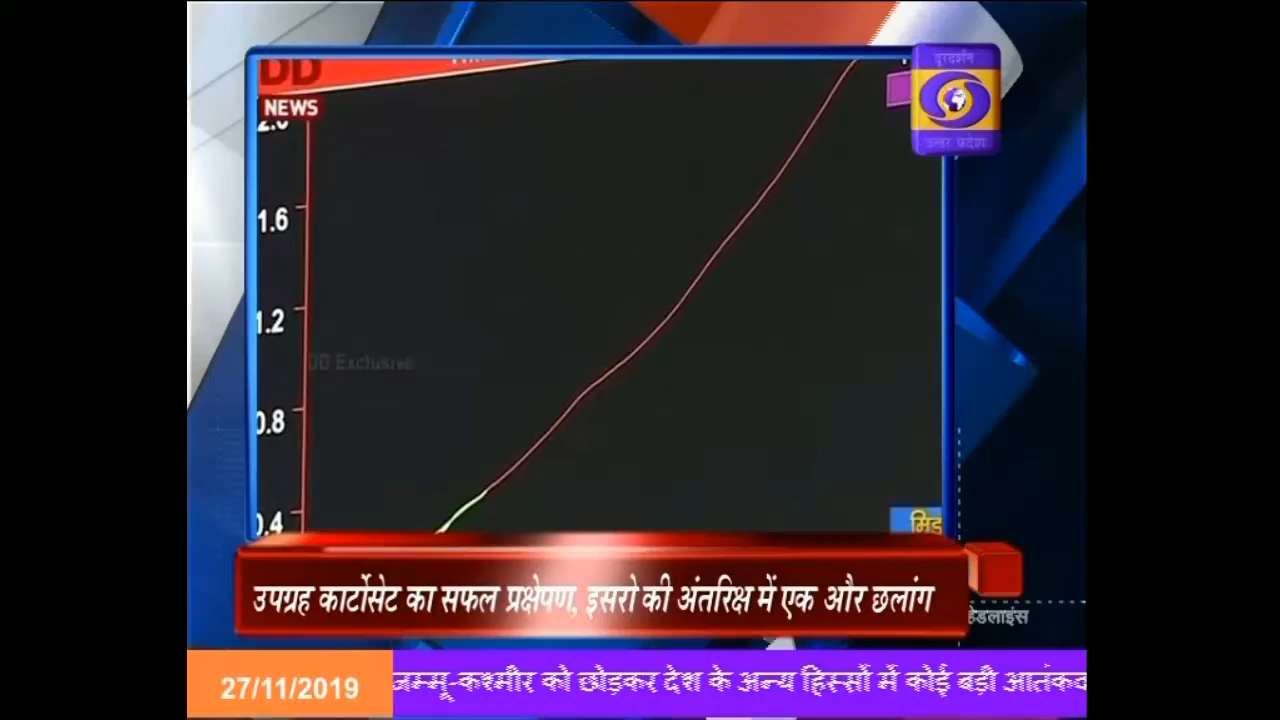 DD
NEWS
दूरदर्शन
उत्तर प्रदेश
2.0
1.6
1.2
DD Exclusive
0.8
0.4
मिड
उपग्रह कार्टोसेट का सफल प्रक्षेपण, इसरो की अंतरिक्ष में एक और छलांग
हेडलाइंस
27/11/2019
जम्मू-कश्मीर को छोड़कर देश के अन्य हिस्सों में कोई बड़ी आतंकव